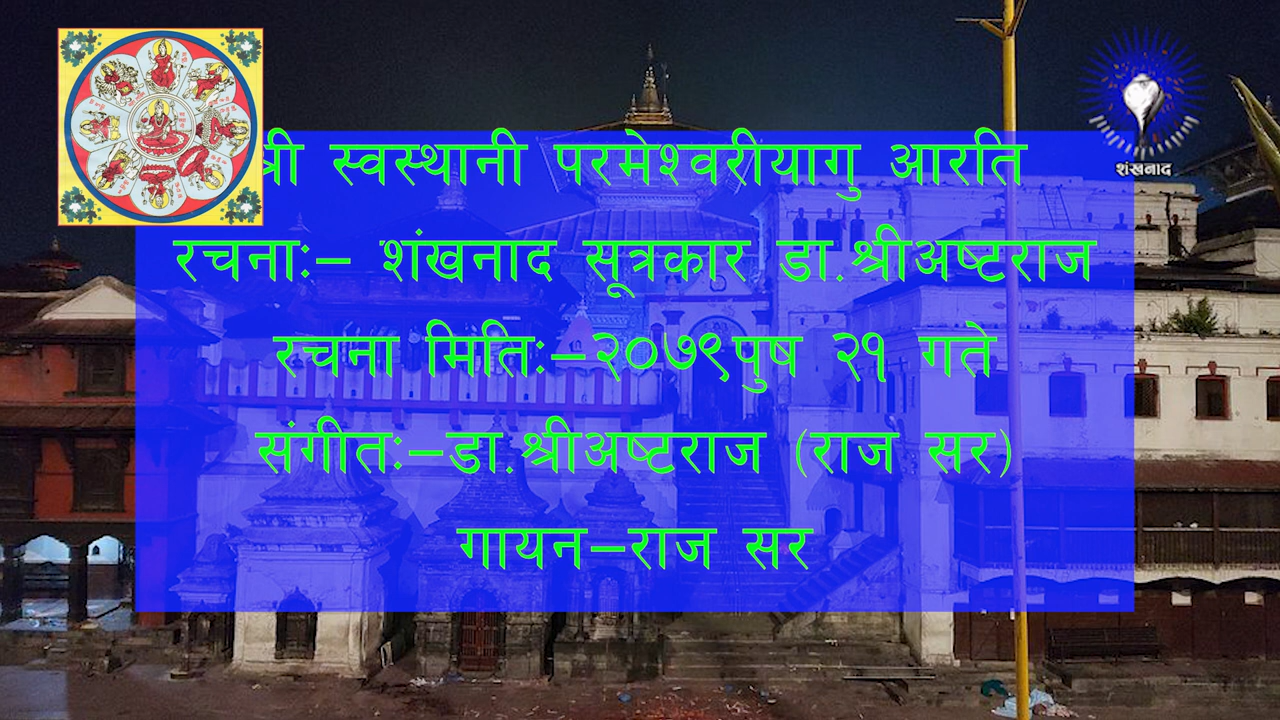 श्री स्वस्थानी परमेश्वरीयागु आरति
रचनाः– शंखनाद सूत्रकार डा.श्रीअष्टराज
रचना मितिः–२०७९पुष २१ गते
संगीतः–डा.श्रीअष्टराज (राज सर)
गायन–राज सर
शंखनाद